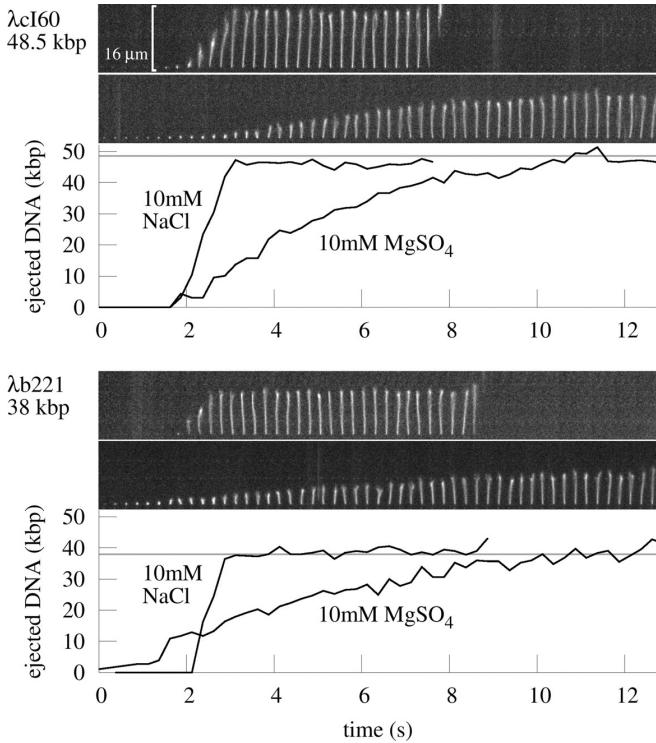 λcI60
48.5 kbp
16 μm
50
40
30
20
10
0
ejected DNA (kbp)
10mM
NaCl
10mM MgSO₄
0 2 4 6 8 10 12
λb221
38 kbp
50
40
30
20
10
0
ejected DNA (kbp)
10mM
NaCl
10mM MgSO₄
0 2 4 6 8 10 12
time (s)